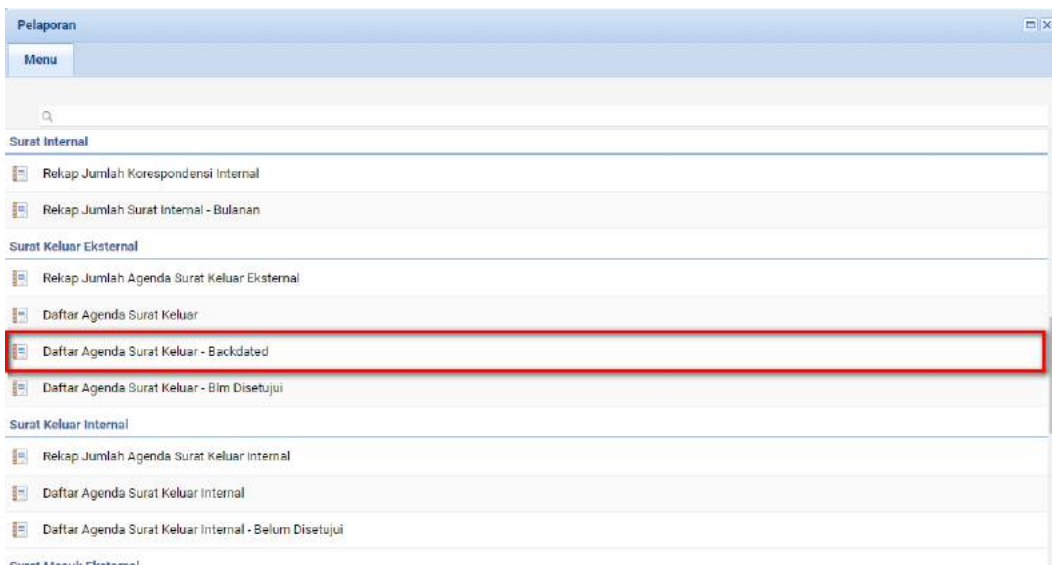 Pelaporan
Menu
Surat Internal
Rekap Jumlah Korespondensi Internal
Rekap Jumlah Surat Internal - Bulanan
Surat Keluar Eksternal
Rekap Jumlah Agenda Surat Keluar Eksternal
Daftar Agenda Surat Keluar
Daftar Agenda Surat Keluar - Backdated
Daftar Agenda Surat Keluar - Blm Disetujui
Surat Keluar Internal
Rekap Jumlah Agenda Surat Keluar Internal
Daftar Agenda Surat Keluar Internal
Daftar Agenda Surat Keluar Internal - Belum Disetujui
Surat Masuk Eksternal